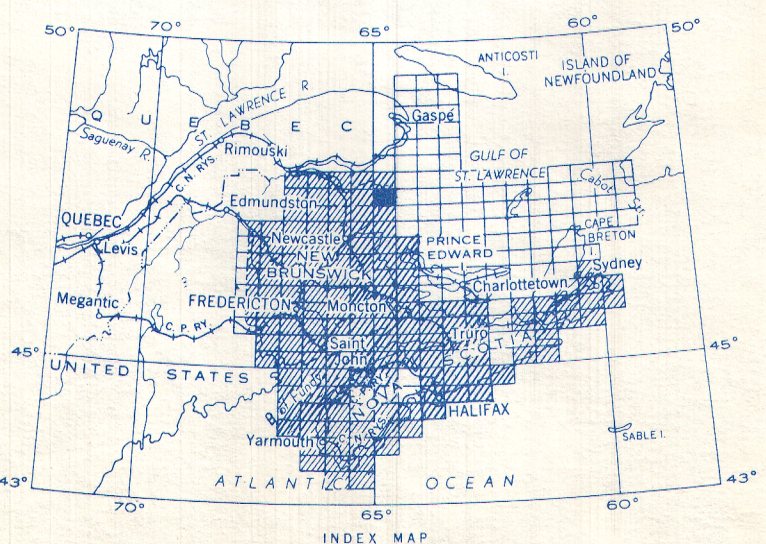 50° 70° 65° 60° 50°
ANTICOSTI
I.
ISLAND OF
NEWFOUNDLAND
QUEBEC
ST. LAWRENCE R
Saguenay R.
Gaspé
Rimouski
C.N. RYS.
GULF OF
ST. LAWRENCE
Cabot Str.
Edmundston
QUEBEC
Levis
Newcastle
NEW
BRUNSWICK
PRINCE
EDWARD
I.
CAPE
BRETON
I.
Sydney
Charlottetown
Megantic
FREDERICTON
Moncton
C. P. RY.
Truro
Saint
John
NOVA SCOTIA
45° 45°
UNITED STATES
B. of Fundy
C.P.RY.
HALIFAX
Yarmouth
C.N.RYS.
SABLE I.
ATLANTIC OCEAN
43° 43°
70° 65° 60°
INDEX MAP